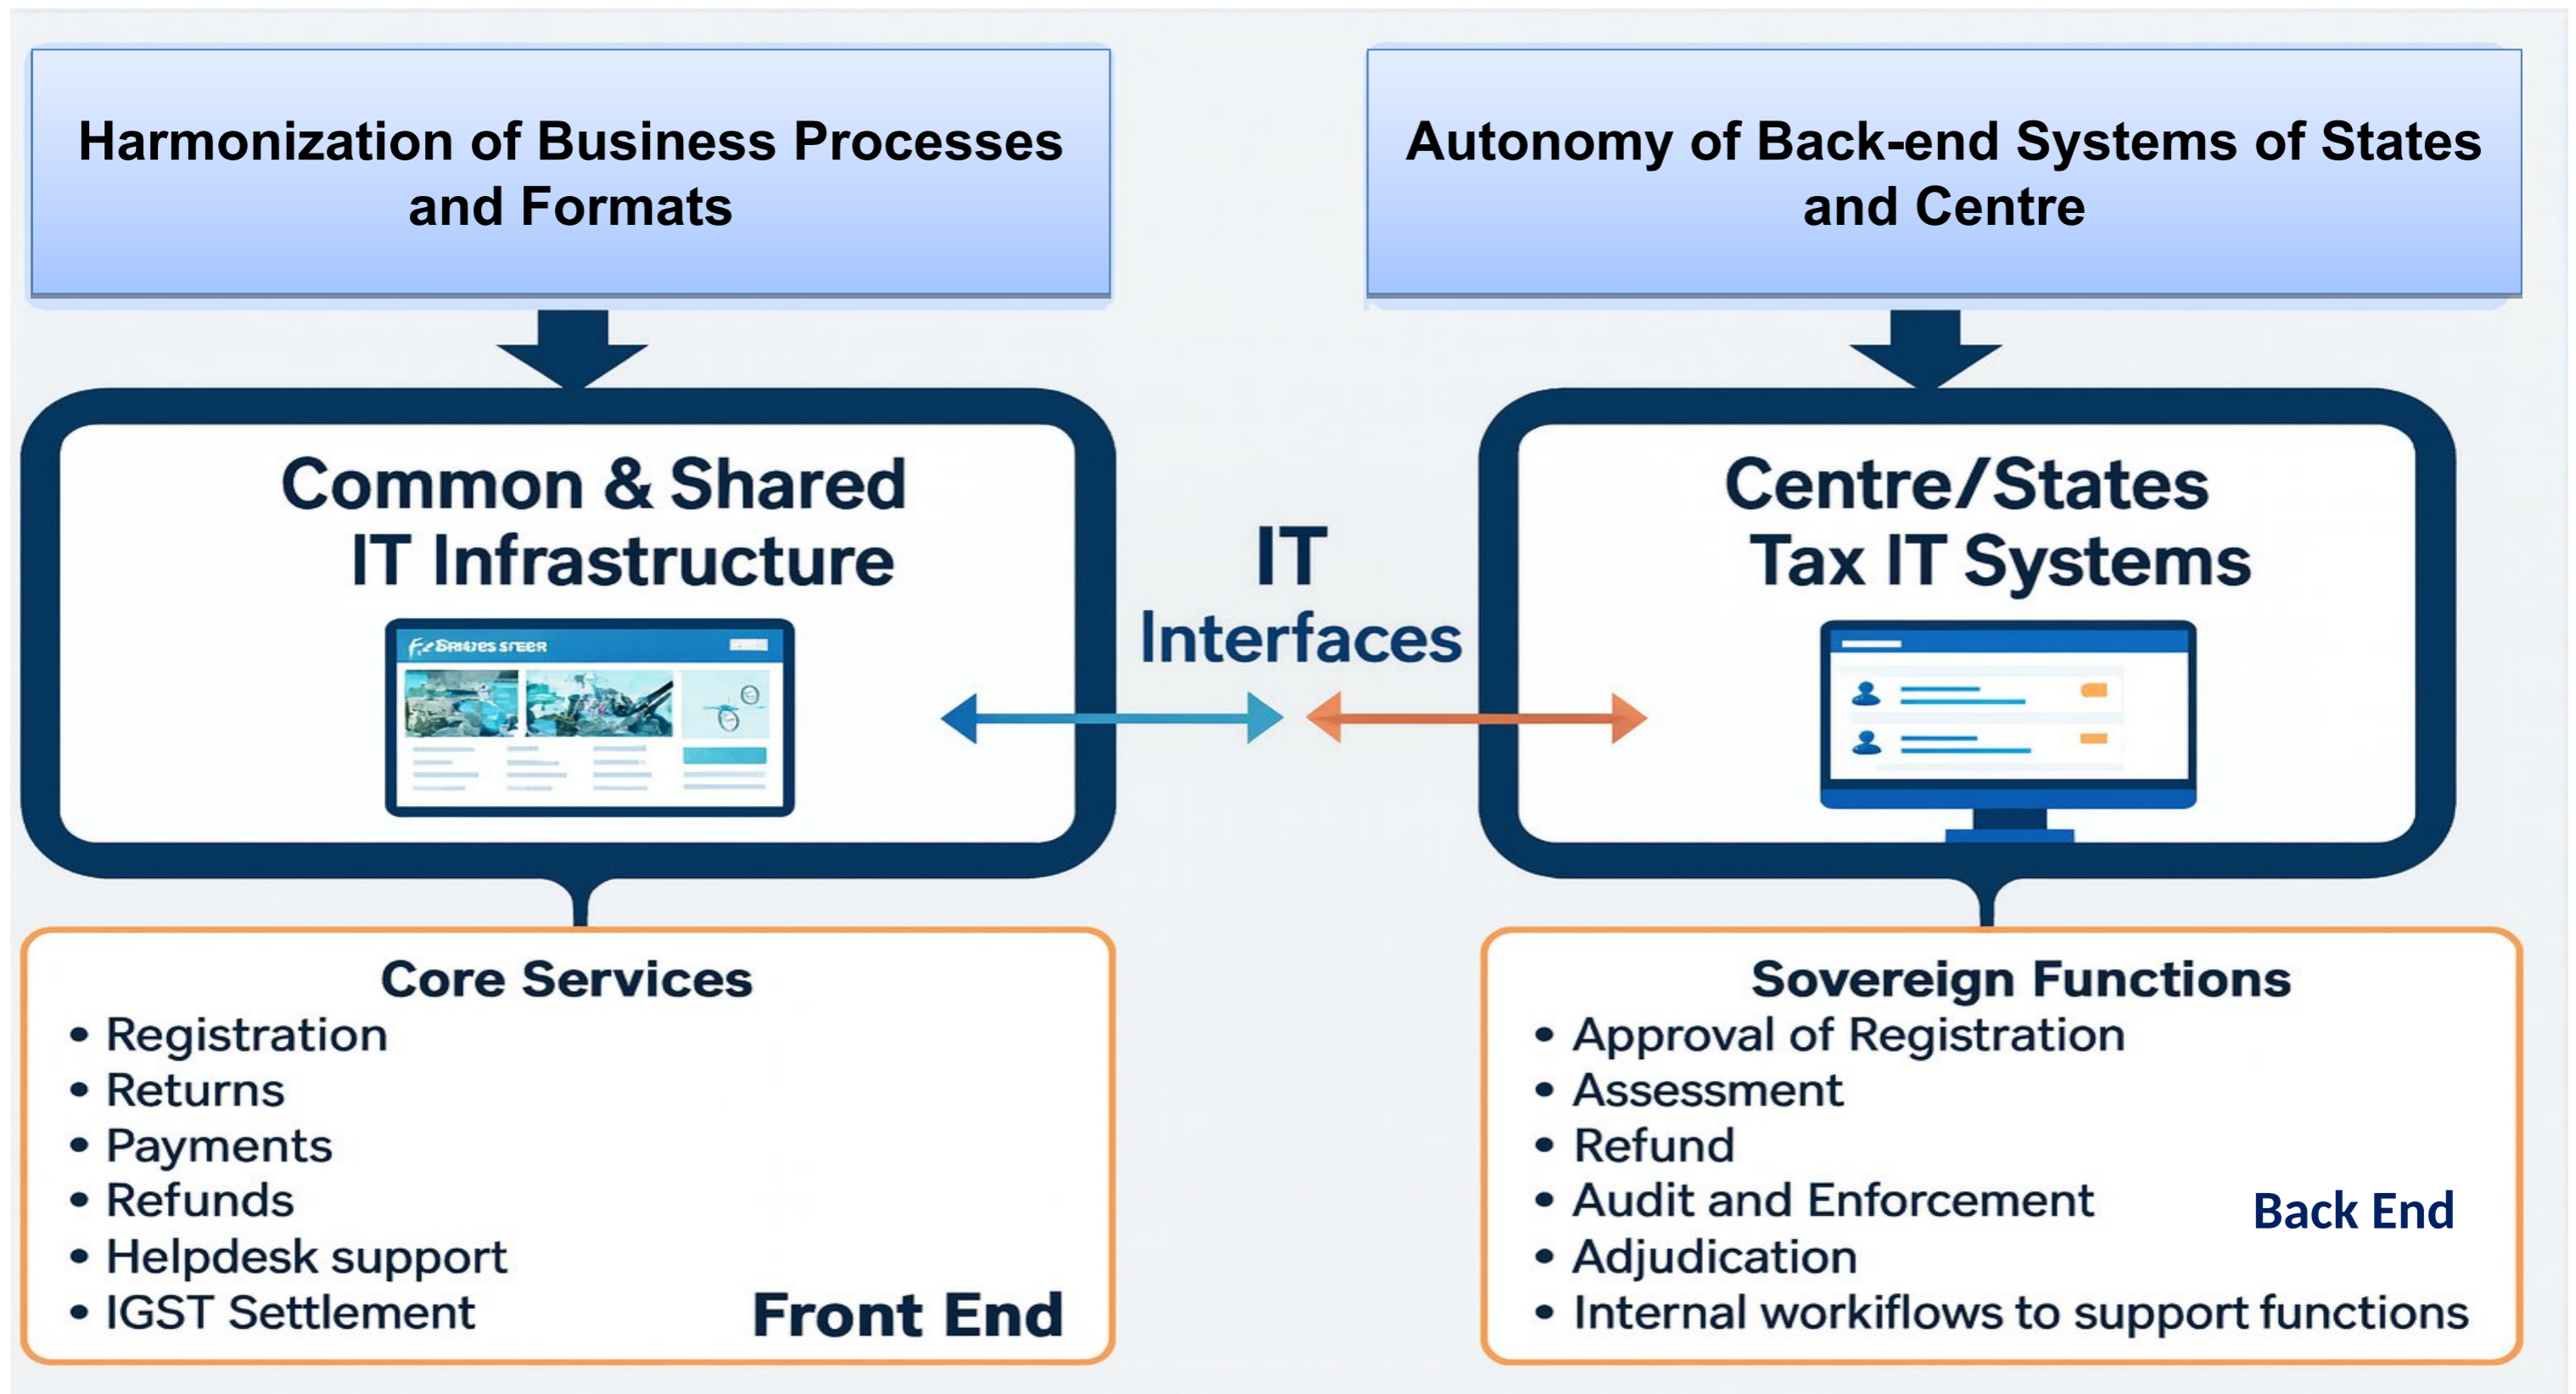 Harmonization of Business Processes
and Formats
Autonomy of Back-end Systems of States
and Centre
Common & Shared
IT Infrastructure
IT
Interfaces
Centre/States
Tax IT Systems
Core Services
• Registration
• Returns
• Payments
• Refunds
• Helpdesk support
• IGST Settlement
Front End
Sovereign Functions
• Approval of Registration
• Assessment
• Refund
• Audit and Enforcement
• Adjudication
• Internal workiflows to support functions
Back End